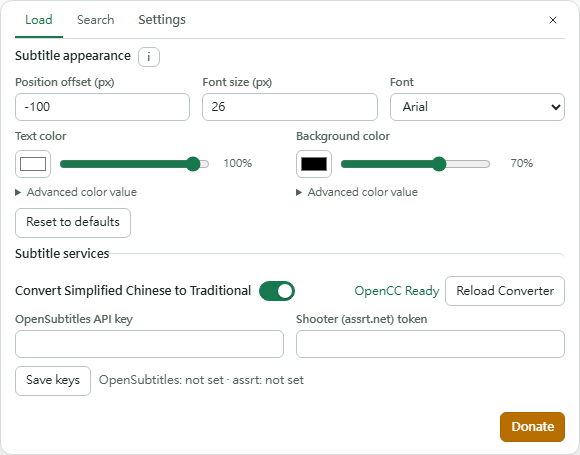 Load Search Settings ×
Subtitle appearance i
Position offset (px) Font size (px) Font
-100 26 Arial
Text color Background color
100% 70%
Advanced color value Advanced color value
Reset to defaults
Subtitle services
Convert Simplified Chinese to Traditional OpenCC Ready Reload Converter
OpenSubtitles API key Shooter (assrt.net) token
Save keys OpenSubtitles: not set · assrt: not set
Donate